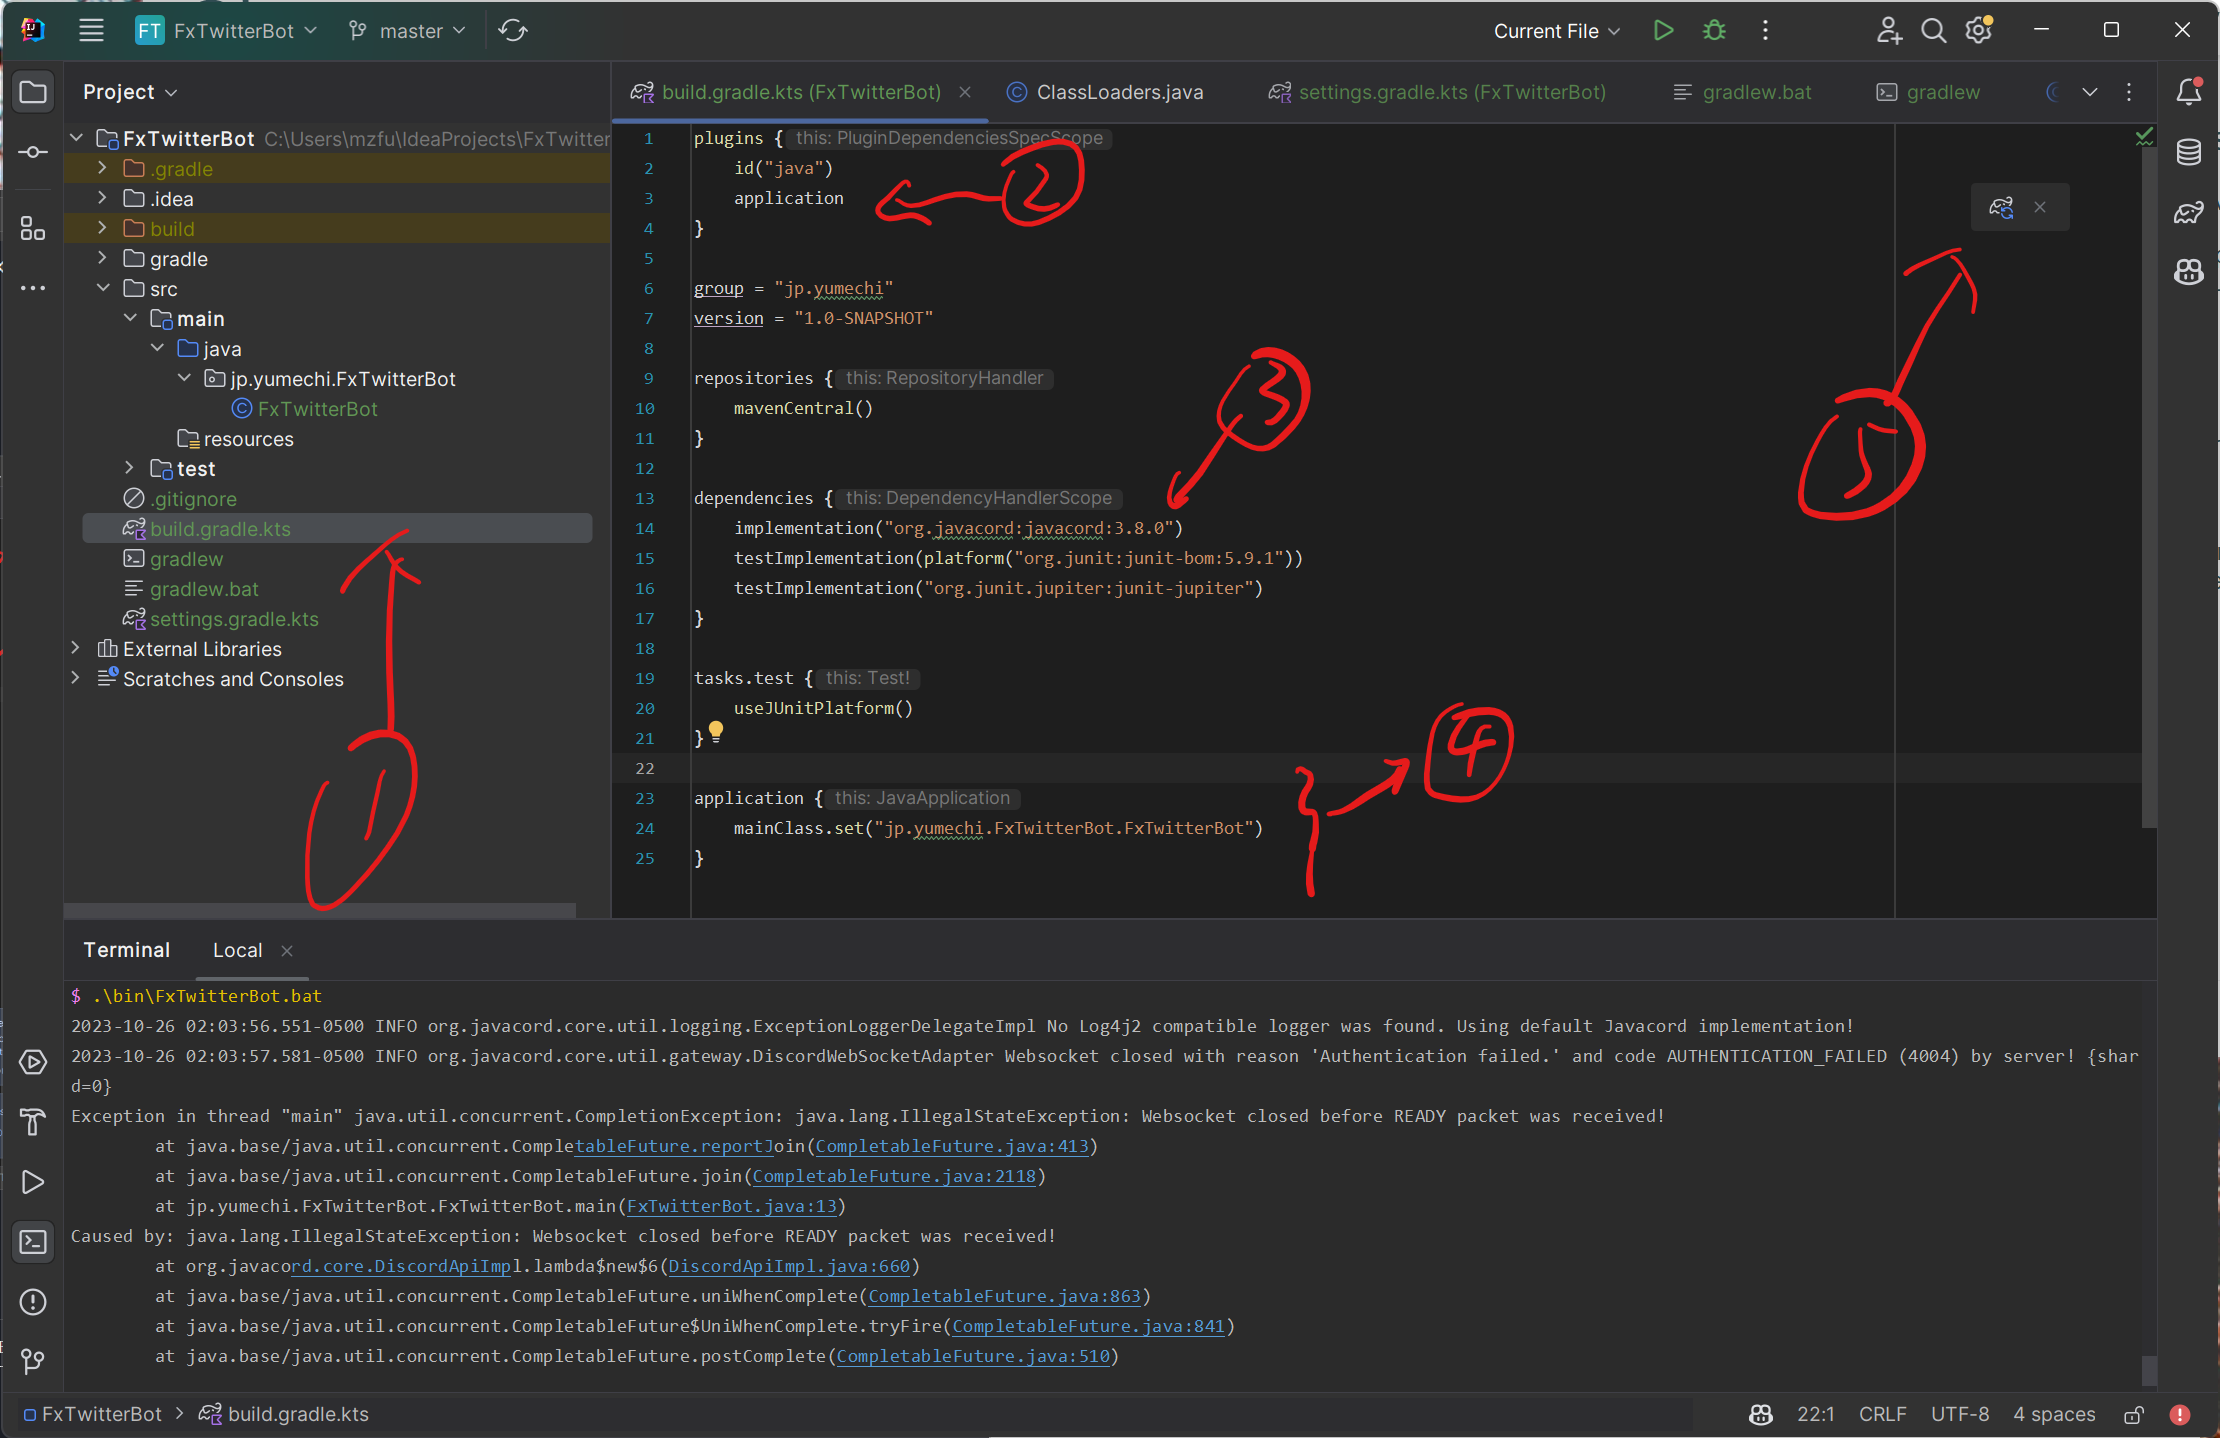 FT FxTwitterBot master Current File
Project
build.gradle.kts (FxTwitterBot) ClassLoaders.java settings.gradle.kts (FxTwitterBot) gradlew.bat gradlew
FxTwitterBot C:\Users\mzfu\IdeaProjects\FxTwitter
.gradle
.idea
build
gradle
src
main
java
jp.yumechi.FxTwitterBot
FxTwitterBot
resources
test
.gitignore
build.gradle.kts
gradlew
gradlew.bat
settings.gradle.kts
External Libraries
Scratches and Consoles
1
1 plugins { this: PluginDependenciesSpecScope
2 id("java")
3 application
4 }
5
6 group = "jp.yumechi"
7 version = "1.0-SNAPSHOT"
8
9 repositories { this: RepositoryHandler
10 mavenCentral()
11 }
12
13 dependencies { this: DependencyHandlerScope
14 implementation("org.javacord:javacord:3.8.0")
15 testImplementation(platform("org.junit:junit-bom:5.9.1"))
16 testImplementation("org.junit.jupiter:junit-jupiter")
17 }
18
19 tasks.test { this: Test!
20 useJUnitPlatform()
21 }
22
23 application { this: JavaApplication
24 mainClass.set("jp.yumechi.FxTwitterBot.FxTwitterBot")
25 }
2
3
4
5
Terminal Local
$ .\bin\FxTwitterBot.bat
2023-10-26 02:03:56.551-0500 INFO org.javacord.core.util.logging.ExceptionLoggerDelegateImpl No Log4j2 compatible logger was found. Using default Javacord implementation!
2023-10-26 02:03:57.581-0500 INFO org.javacord.core.util.gateway.DiscordWebSocketAdapter Websocket closed with reason 'Authentication failed.' and code AUTHENTICATION_FAILED (4004) by server! {shar
d=0}
Exception in thread "main" java.util.concurrent.CompletionException: java.lang.IllegalStateException: Websocket closed before READY packet was received!
at java.base/java.util.concurrent.CompletableFuture.reportJoin(CompletableFuture.java:413)
at java.base/java.util.concurrent.CompletableFuture.join(CompletableFuture.java:2118)
at jp.yumechi.FxTwitterBot.FxTwitterBot.main(FxTwitterBot.java:13)
Caused by: java.lang.IllegalStateException: Websocket closed before READY packet was received!
at org.javacord.core.DiscordApiImpl.lambda$new$6(DiscordApiImpl.java:660)
at java.base/java.util.concurrent.CompletableFuture.uniWhenComplete(CompletableFuture.java:863)
at java.base/java.util.concurrent.CompletableFuture$UniWhenComplete.tryFire(CompletableFuture.java:841)
at java.base/java.util.concurrent.CompletableFuture.postComplete(CompletableFuture.java:510)
FxTwitterBot > build.gradle.kts 22:1 CRLF UTF-8 4 spaces